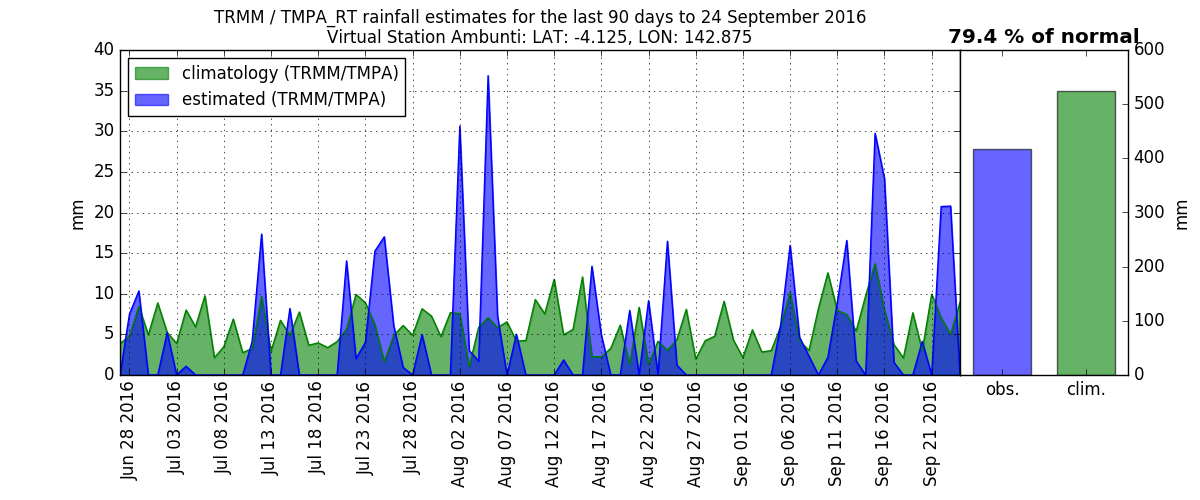 TRMM / TMPA_RT rainfall estimates for the last 90 days to 24 September 2016
Virtual Station Ambunti: LAT: -4.125, LON: 142.875
79.4 % of normal
climatology (TRMM/TMPA)
estimated (TRMM/TMPA)
40
35
30
25
20
15
10
5
0
mm
Jun 28 2016
Jul 03 2016
Jul 08 2016
Jul 13 2016
Jul 18 2016
Jul 23 2016
Jul 28 2016
Aug 02 2016
Aug 07 2016
Aug 12 2016
Aug 17 2016
Aug 22 2016
Aug 27 2016
Sep 01 2016
Sep 06 2016
Sep 11 2016
Sep 16 2016
Sep 21 2016
obs.
clim.
600
500
400
300
200
100
0
mm